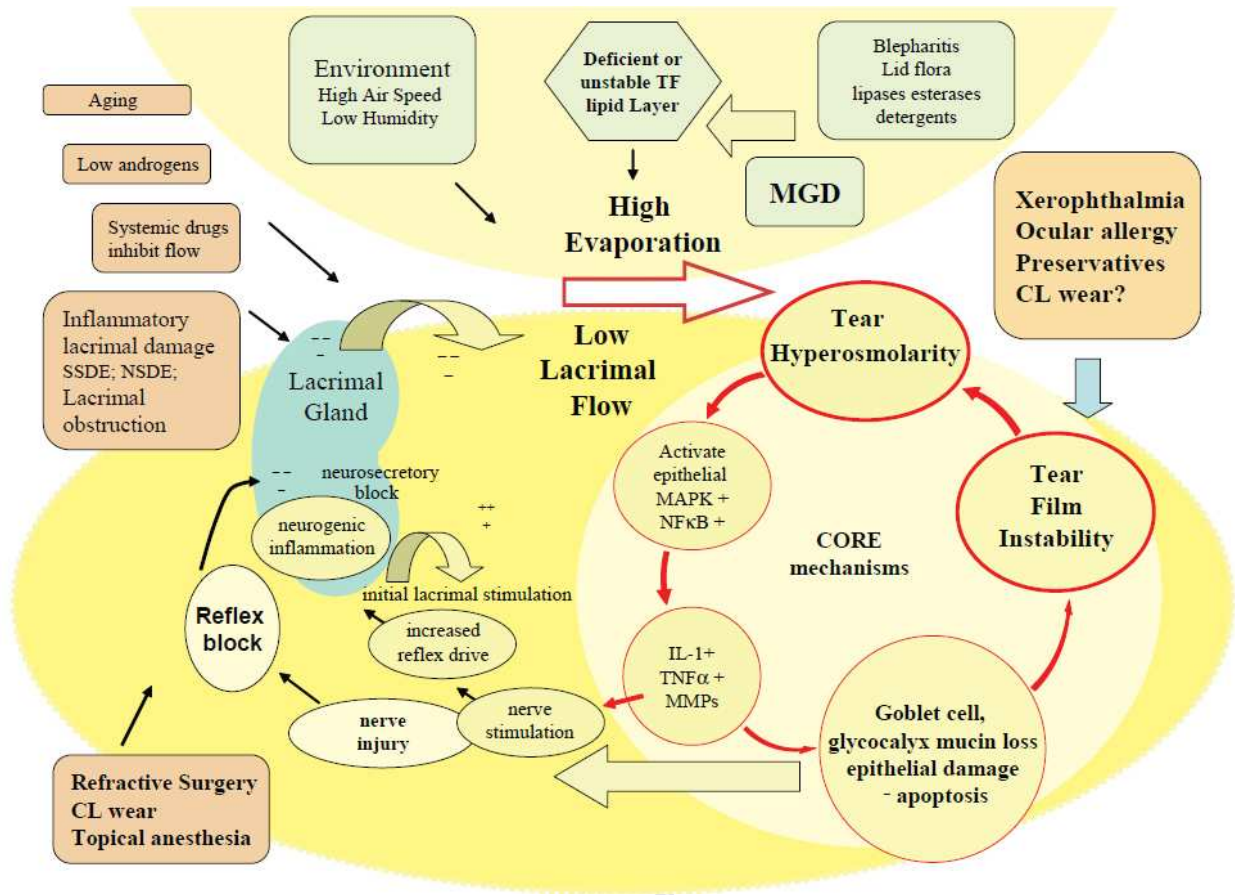 Environment
High Air Speed
Low Humidity
Deficient or
unstable TF
lipid Layer
Blepharitis
Lid flora
lipases esterases
detergents
Aging
Low androgens
Systemic drugs
inhibit flow
MGD
High
Evaporation
Xerophthalmia
Ocular allergy
Preservatives
CL wear?
Inflammatory
lacrimal damage
SSDE; NSDE;
Lacrimal
obstruction
-- 
-
Lacrimal
Gland
--
-
Low
Lacrimal
Flow
Tear
Hyperosmolarity
Activate
epithelial
MAPK +
NFκB +
Tear
Film
Instability
CORE
mechanisms
--
-
neurosecretory
block
neurogenic
inflammation
++
+
initial lacrimal stimulation
Reflex
block
increased
reflex drive
IL-1+
TNFα +
MMPs
nerve
injury
nerve
stimulation
Goblet cell,
glycocalyx mucin loss
epithelial damage
- apoptosis
Refractive Surgery
CL wear
Topical anesthesia